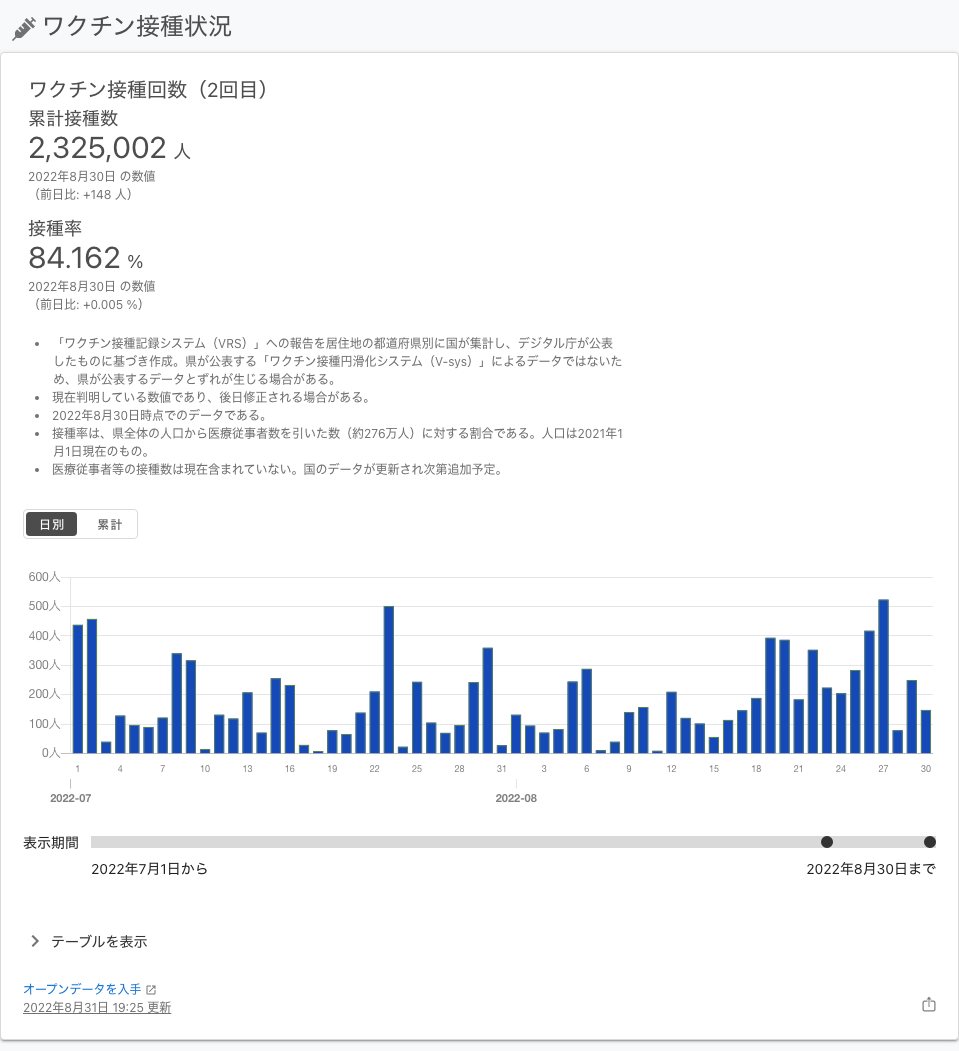 ワクチン接種状況
ワクチン接種回数（2回目）
累計接種数
2,325,002 人
2022年8月30日 の数値
（前日比: +148 人）
接種率
84.162 %
2022年8月30日 の数値
（前日比: +0.005 %）
• 「ワクチン接種記録システム（VRS）」への報告を居住地の都道府県別に国が集計し、デジタル庁が公表
したものに基づき作成。県が公表する「ワクチン接種円滑化システム（V-sys）」によるデータではないた
め、県が公表するデータとずれが生じる場合がある。
• 現在判明している数値であり、後日修正される場合がある。
• 2022年8月30日時点でのデータである。
• 接種率は、県全体の人口から医療従事者数を引いた数（約276万人）に対する割合である。人口は2021年1
月1日現在のもの。
• 医療従事者等の接種数は現在含まれていない。国のデータが更新され次第追加予定。
日別 累計
600人
500人
400人
300人
200人
100人
0人
1 4 7 10 13 16 19 22 25 28 31 3 6 9 12 15 18 21 24 27 30
2022-07 2022-08
表示期間
2022年7月1日から 2022年8月30日まで
テーブルを表示
オープンデータを入手
2022年8月31日 19:25 更新